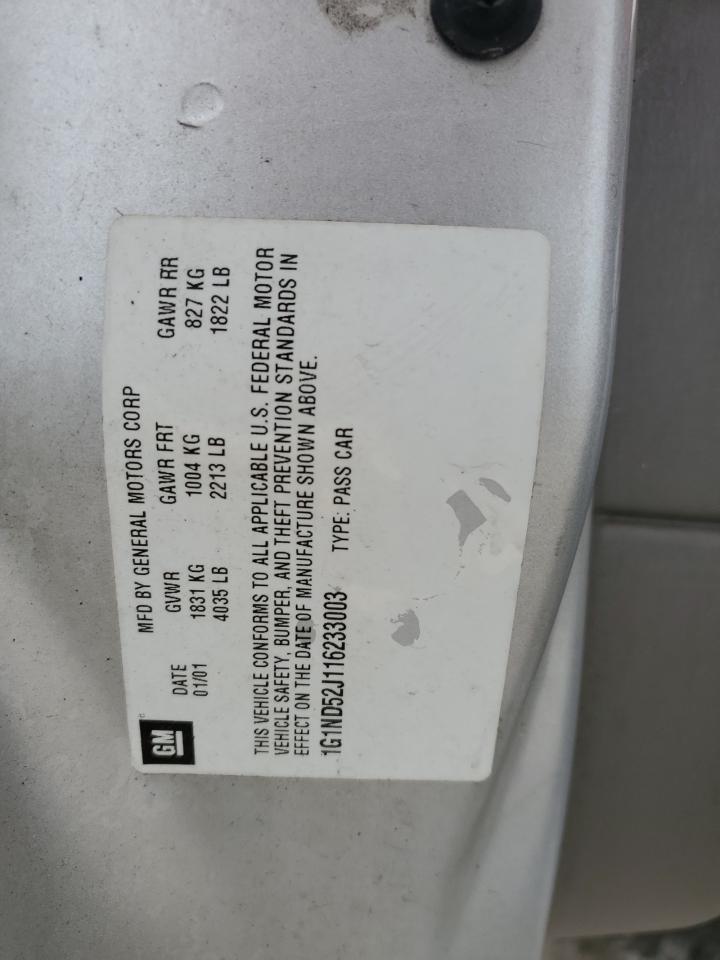 GM
MFD BY GENERAL MOTORS CORP
DATE GVWR GAWR FRT GAWR RR
01/01 1831 KG 1004 KG 827 KG
4035 LB 2213 LB 1822 LB
THIS VEHICLE CONFORMS TO ALL APPLICABLE U.S. FEDERAL MOTOR
VEHICLE SAFETY, BUMPER, AND THEFT PREVENTION STANDARDS IN
EFFECT ON THE DATE OF MANUFACTURE SHOWN ABOVE.
1G1ND52J116233003 TYPE: PASS CAR